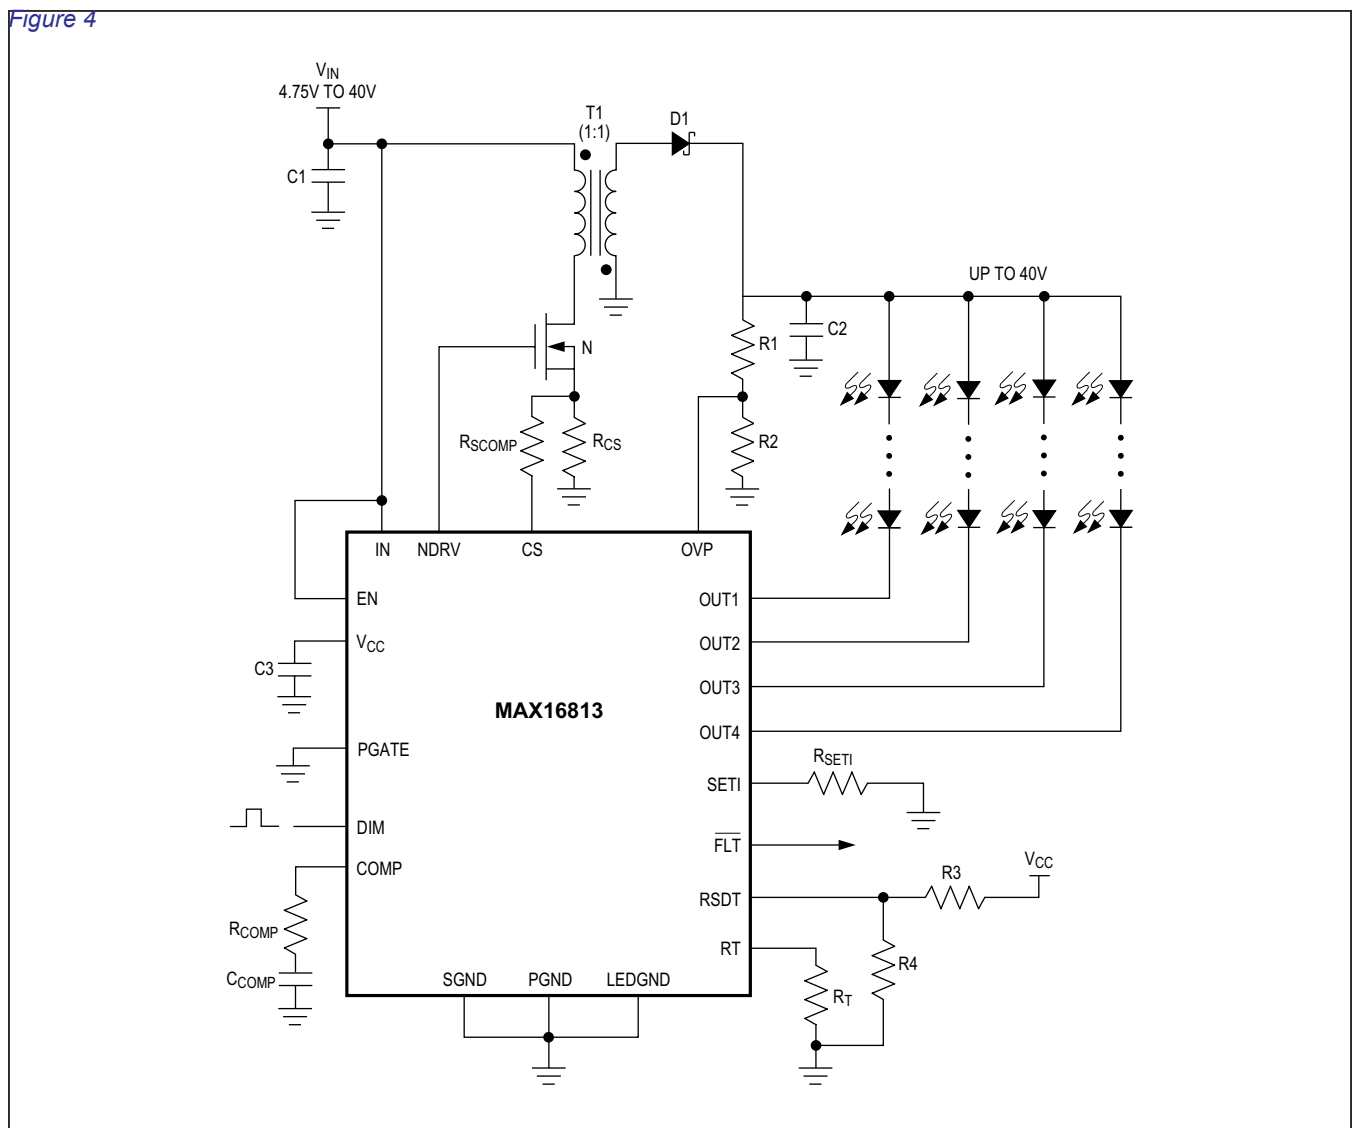 Figure 4
VIN
4.75V TO 40V
T1
(1:1)
D1
C1
UP TO 40V
C2
R1
N
R2
RSCOMP
RCS
IN
NDRV
CS
OVP
EN
OUT1
VCC
OUT2
C3
OUT3
MAX16813
OUT4
PGATE
RSETI
SETI
DIM
FLT
COMP
VCC
R3
RSDT
RCOMP
RT
R4
CCOMP
SGND
PGND
LEDGND
RT